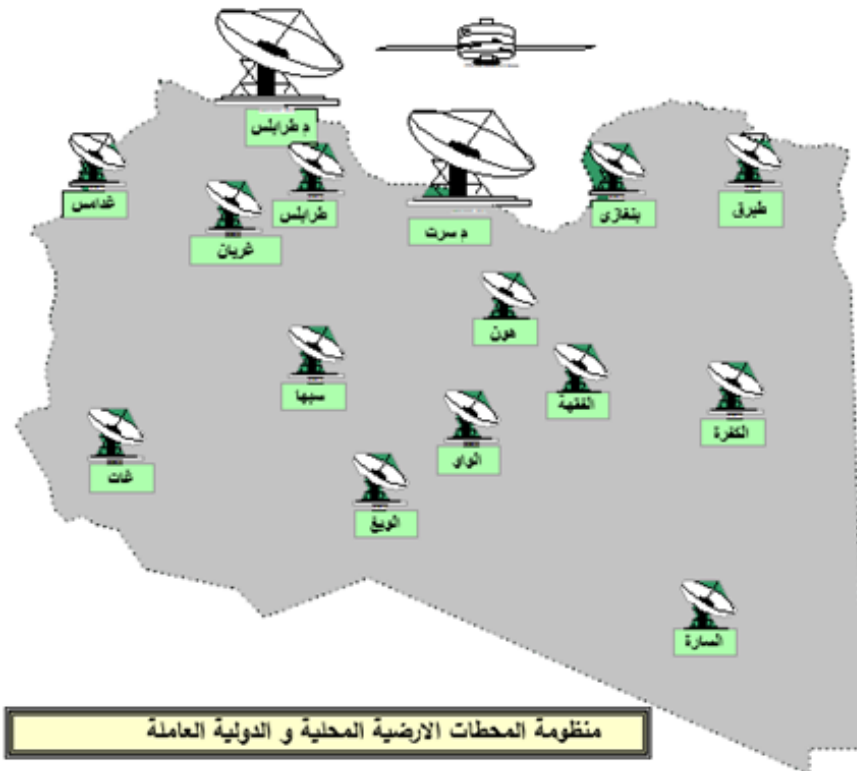 م طرابلس
غدامس
غريان
طرابلس
م سرت
بنغازي
طبرق
هون
سبها
الفقهة
الكفرة
الواو
غات
الويغ
السارة
منظومة المحطات الارضية المحلية و الدولية العاملة